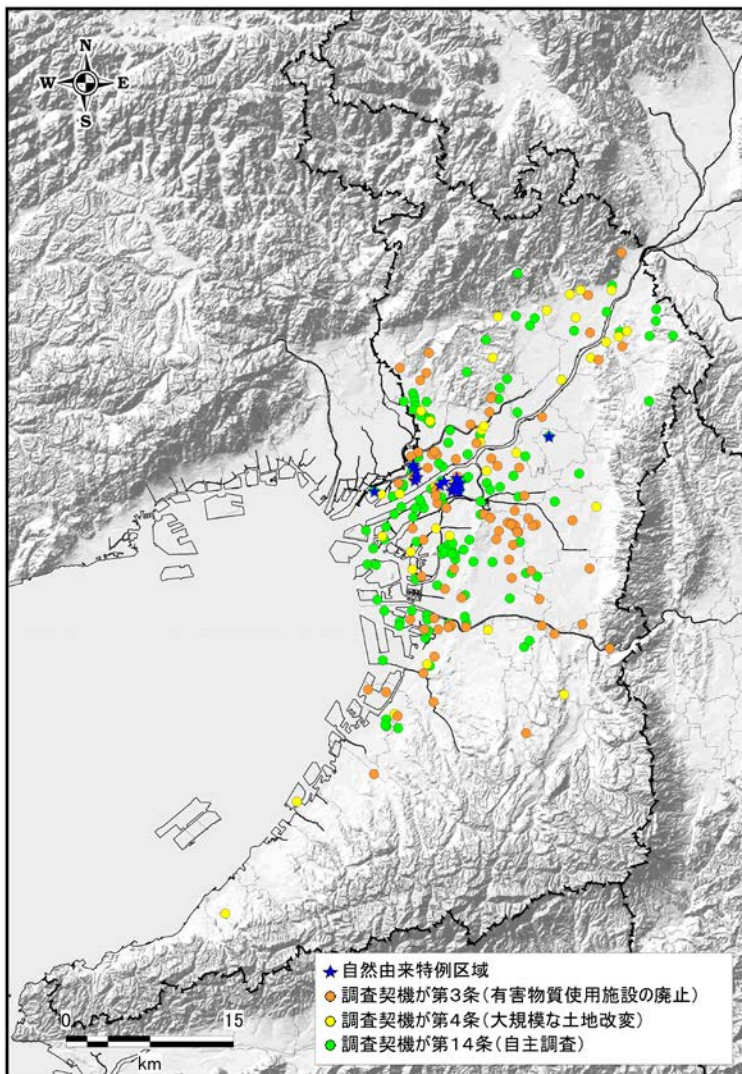 N
W E
S
★自然由来特例区域
●調査契機が第3条(有害物質使用施設の廃止)
●調査契機が第4条(大規模な土地改変)
●調査契機が第14条(自主調査)
0 15
km